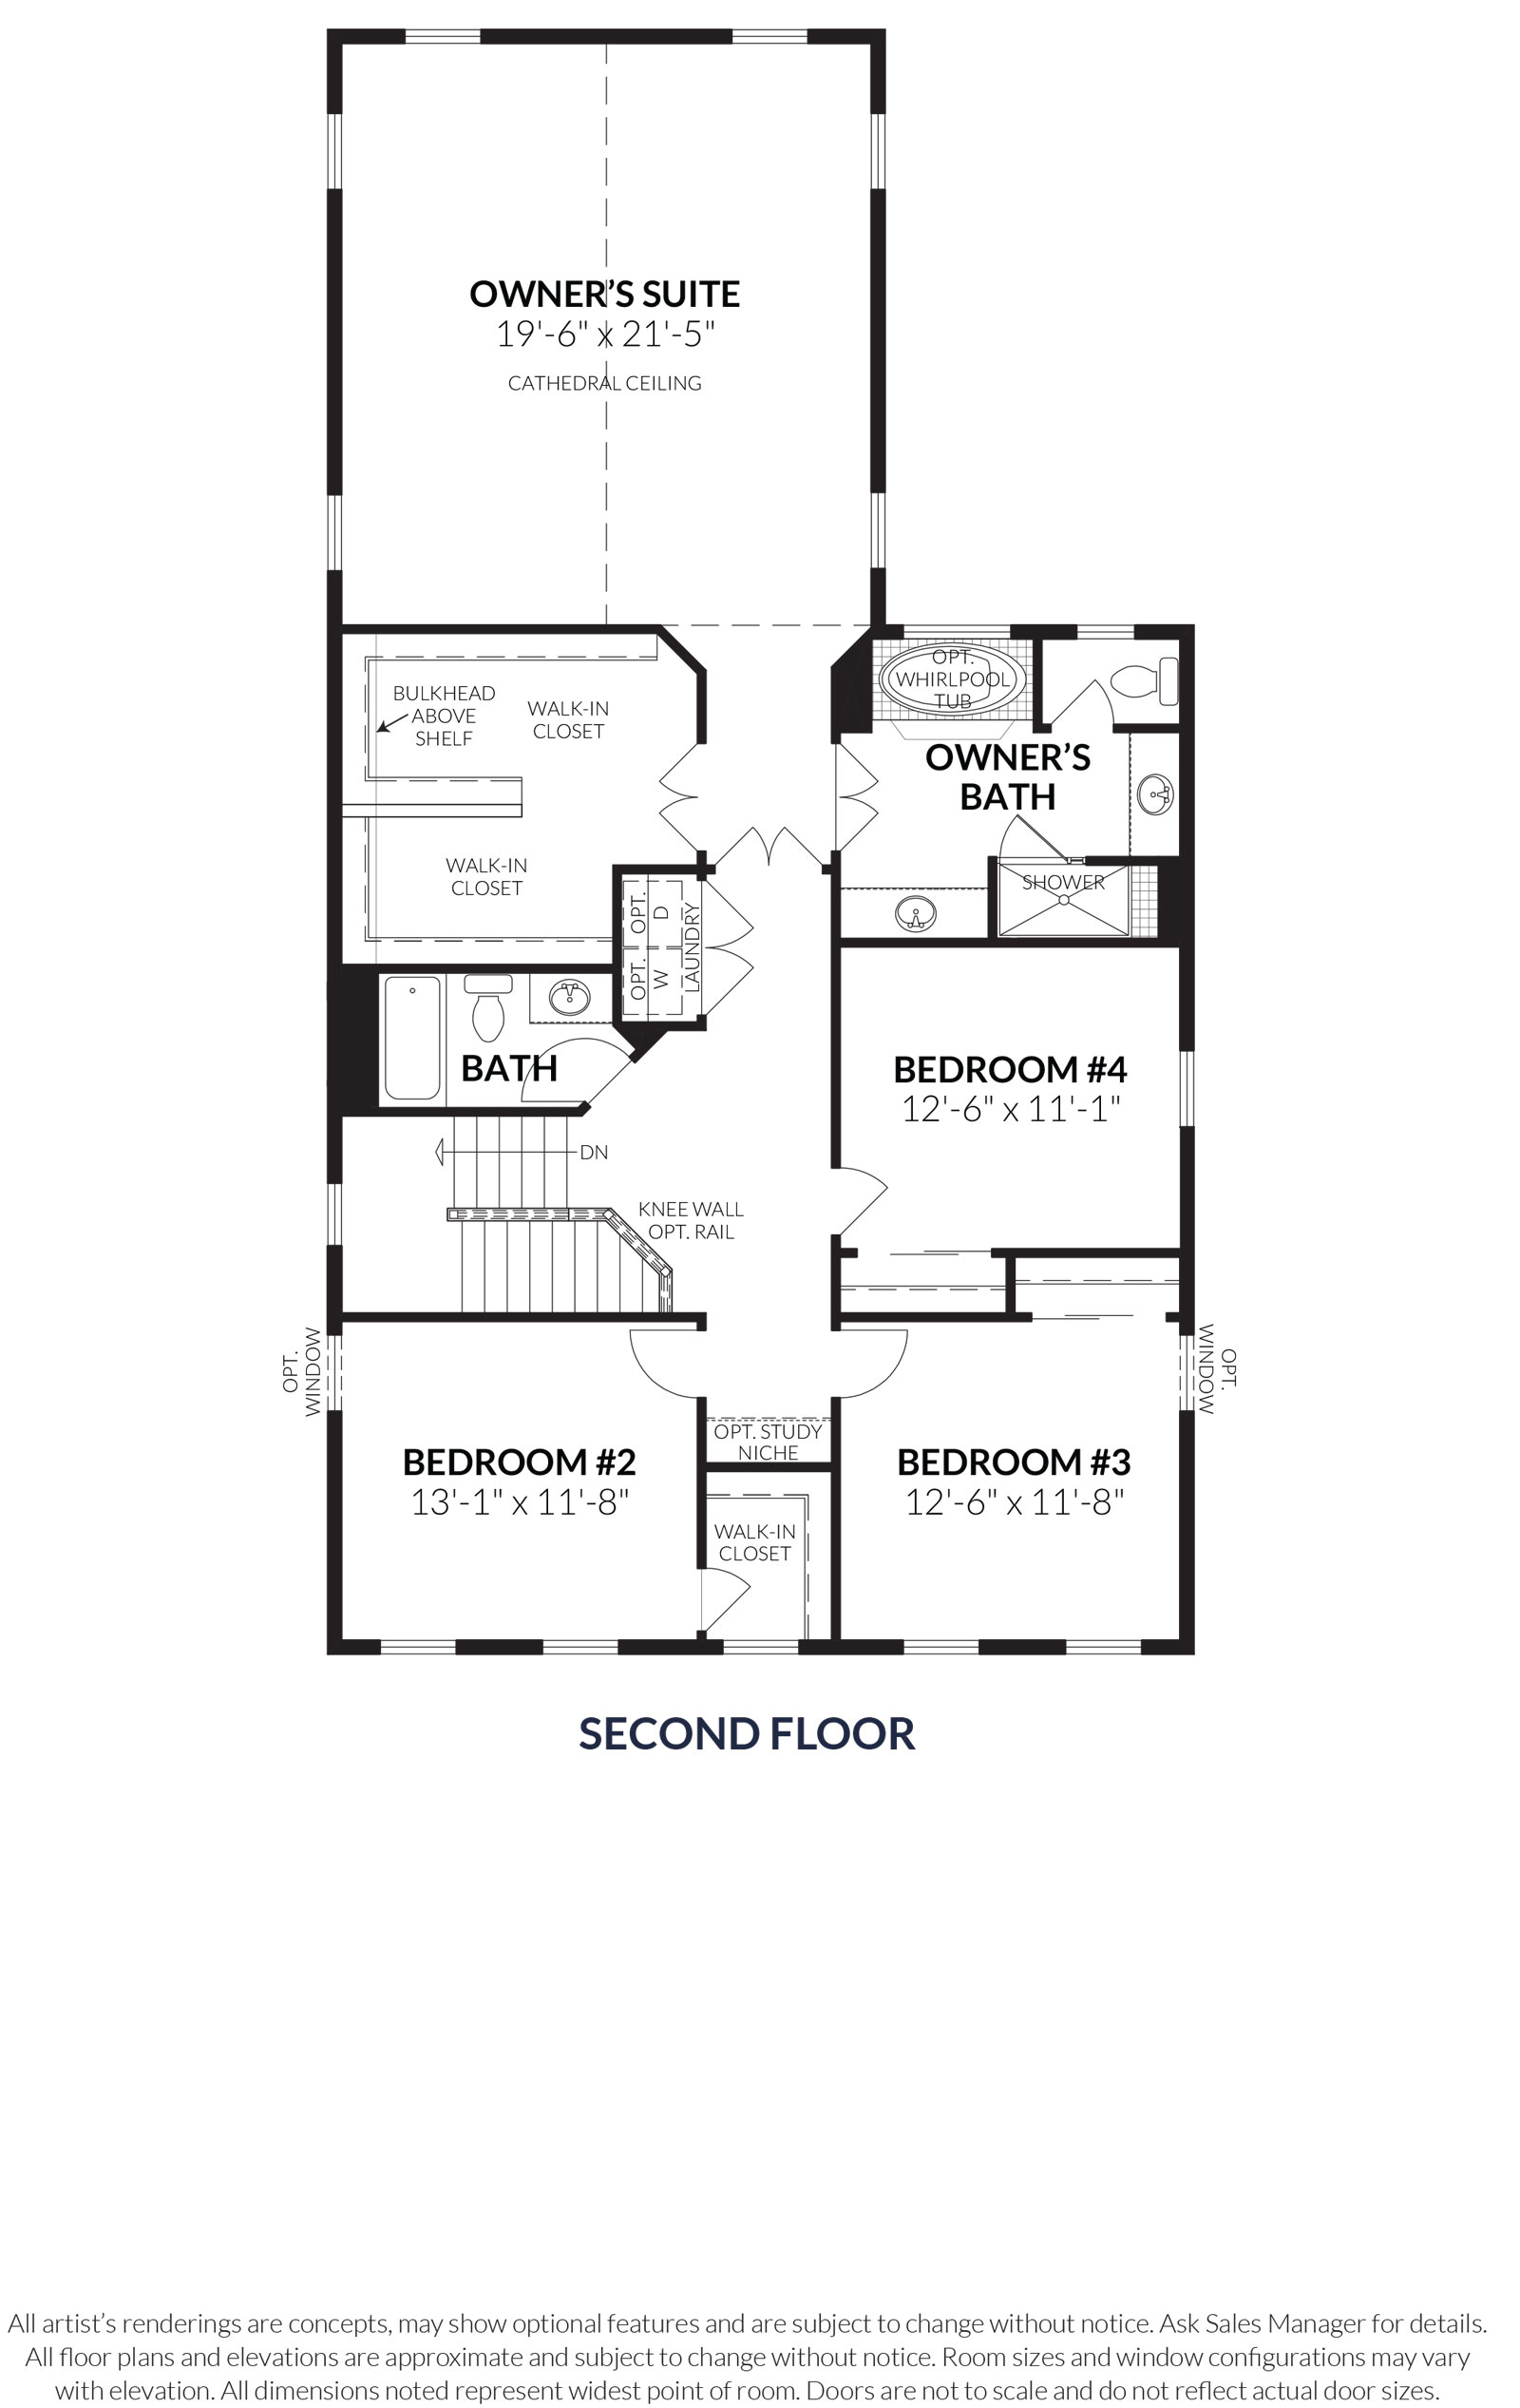 OWNER’S SUITE
19'-6" x 21'-5"
CATHEDRAL CEILING
OPT.
WHIRLPOOL
TUB
BULKHEAD
ABOVE
SHELF
WALK-IN
CLOSET
OWNER’S
BATH
WALK-IN
CLOSET
SHOWER
OPT.
D
OPT.
W
LAUNDRY
BATH
BEDROOM #4
12'-6" x 11'-1"
DN
KNEE WALL
OPT. RAIL
OPT.
WINDOW
OPT.
WINDOW
OPT. STUDY
NICHE
BEDROOM #2
13'-1" x 11'-8"
BEDROOM #3
12'-6" x 11'-8"
WALK-IN
CLOSET
SECOND FLOOR
All artist’s renderings are concepts, may show optional features and are subject to change without notice. Ask Sales Manager for details.
All floor plans and elevations are approximate and subject to change without notice. Room sizes and window configurations may vary
with elevation. All dimensions noted represent widest point of room. Doors are not to scale and do not reflect actual door sizes.